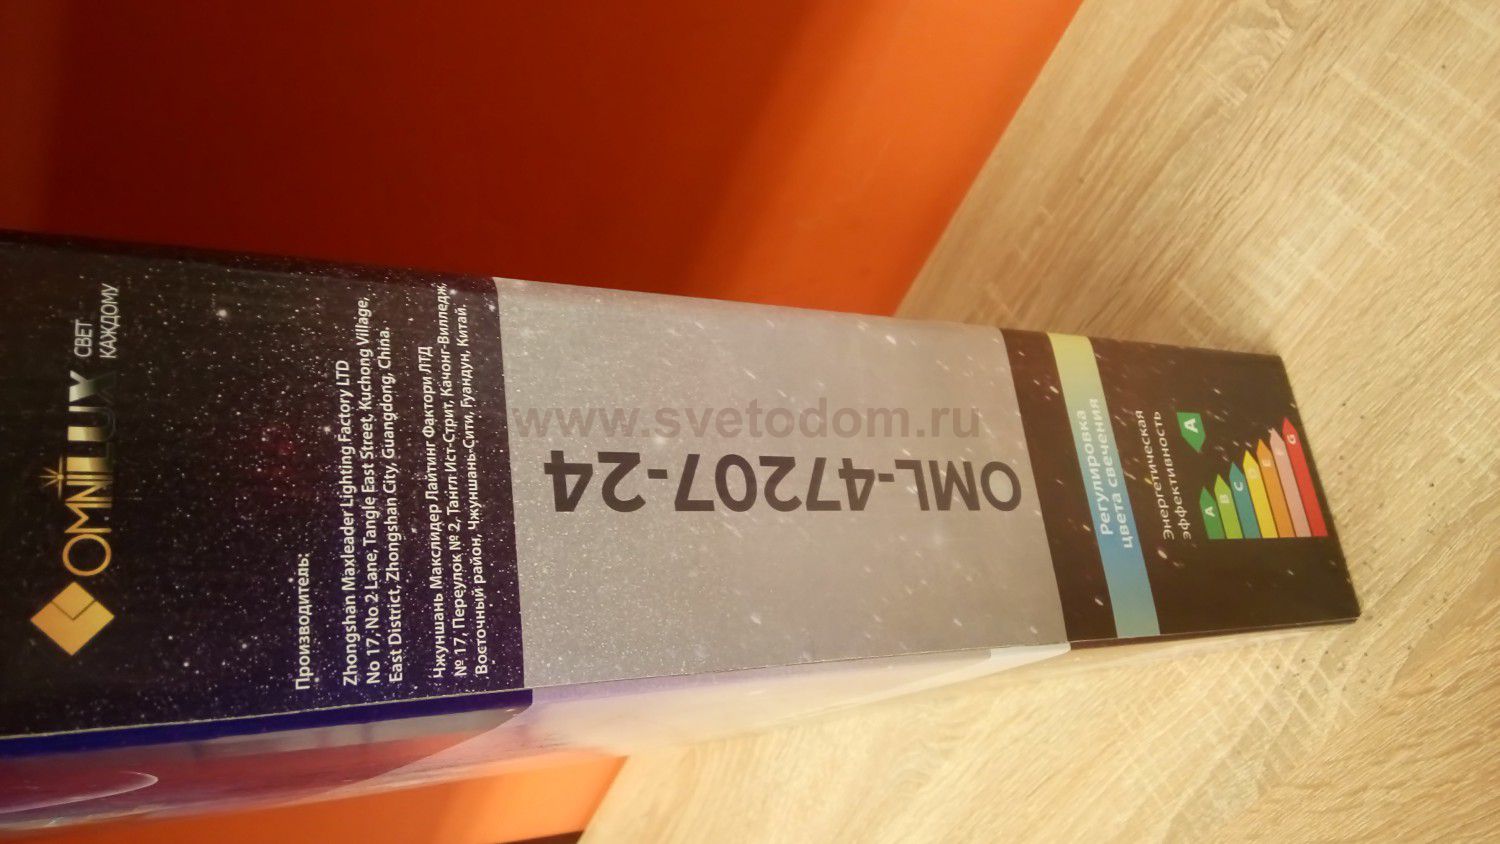 OMNILUX
СВЕТ
КАЖДОМУ
Производитель:
Zhongshan Maxleader Lighting Factory LTD
No 17, No 2 Lane, Tangle East Street, Kuchong Village,
East District, Zhongshan City, Guangdong, China.
Чжуншань Макслидер Лайтинг Фактори ЛТД
№ 17, Переулок № 2, Тангл Ист-Стрит, Качонг-Вилледж,
Восточный район, Чжуншань-Сити, Гуандун, Китай.
OML-47207-24
www.svetodom.ru
Регулировка
цвета свечения
Энергетическая
эффективность
A
A
B
C
D
E
F
G